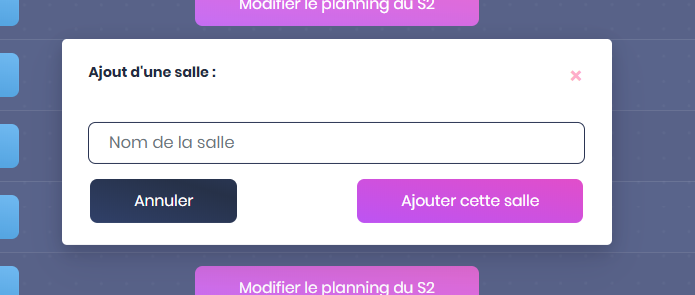 Modifier le planning du S2
Ajout d'une salle :
Nom de la salle
Annuler
Ajouter cette salle
Modifier le planning du S2